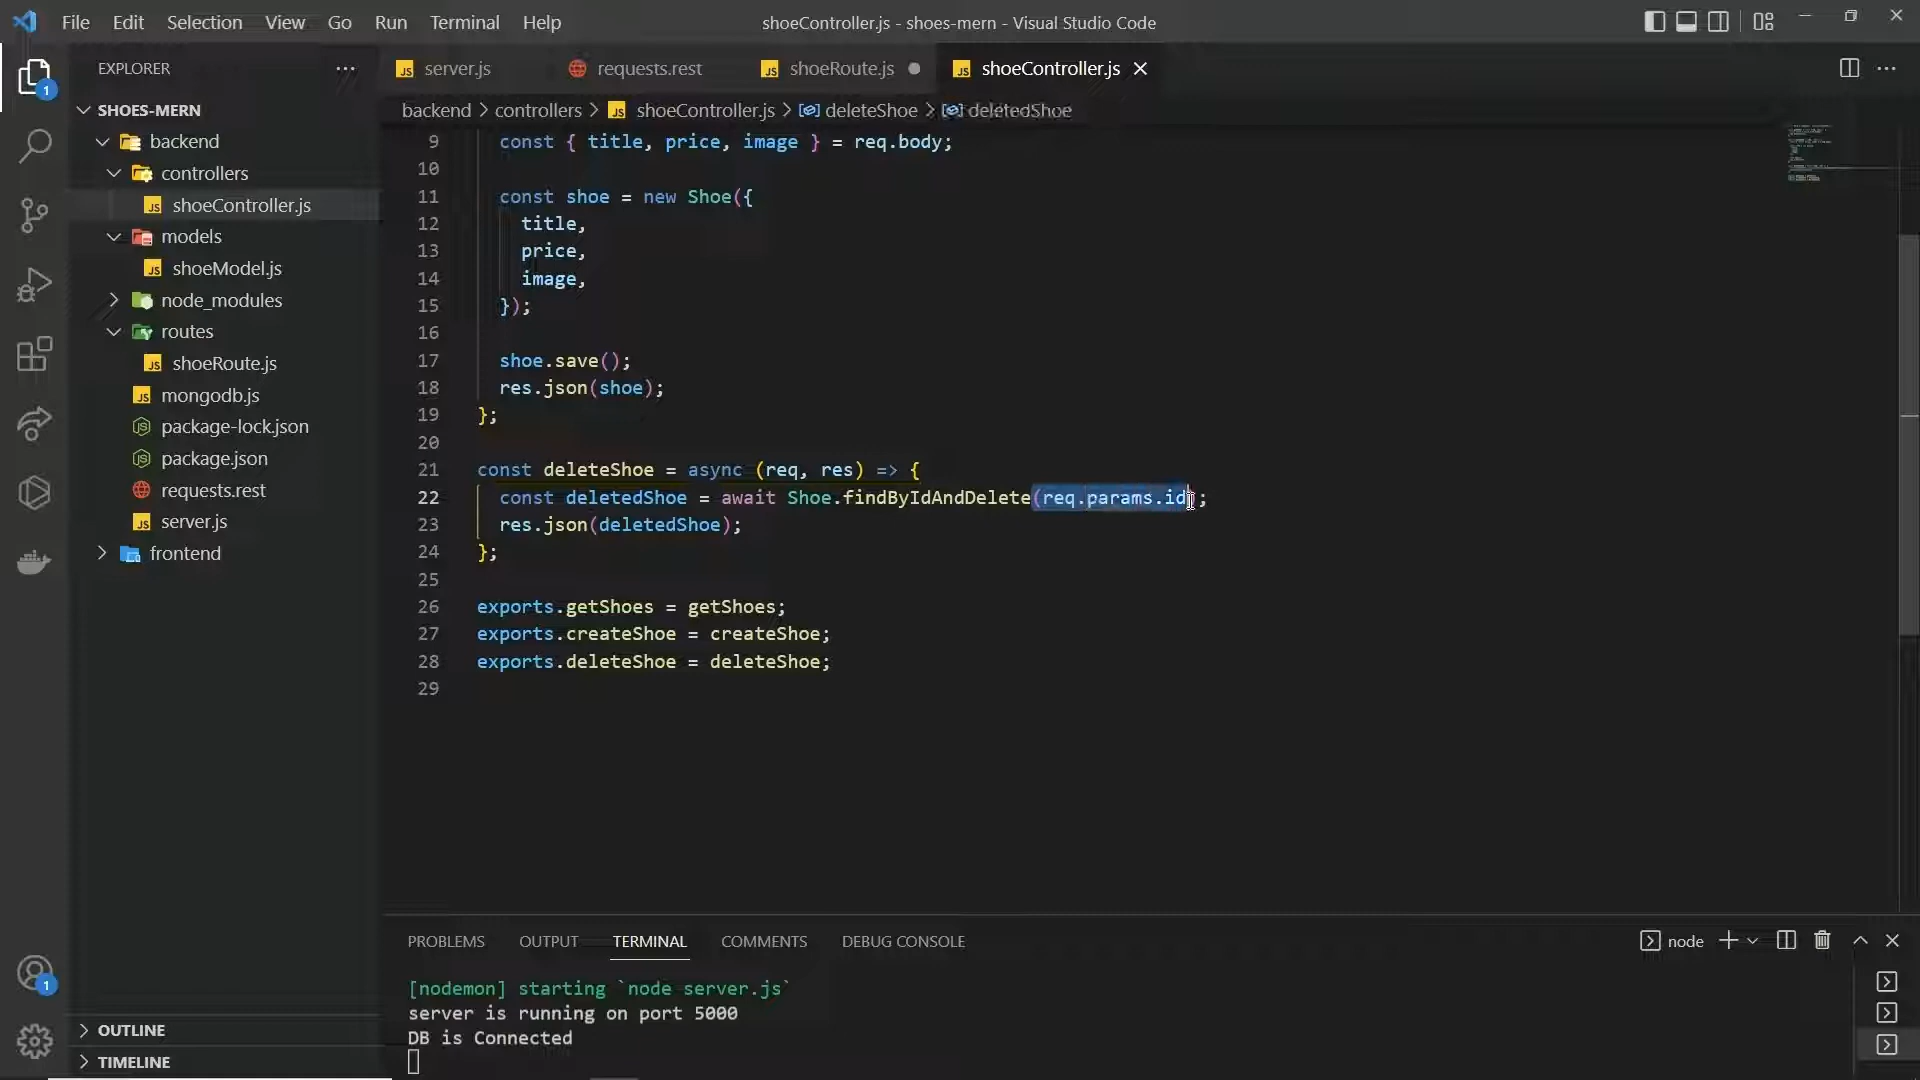 File Edit Selection View Go Run Terminal Help
shoeController.js - shoes-mern - Visual Studio Code
EXPLORER
1
SHOES-MERN
backend
controllers
shoeController.js
models
shoeModel.js
node_modules
routes
shoeRoute.js
mongodb.js
package-lock.json
package.json
requests.rest
server.js
frontend
1
OUTLINE
TIMELINE
server.js requests.rest shoeRoute.js shoeController.js
backend > controllers > shoeController.js > deleteShoe > deletedShoe
9 const { title, price, image } = req.body;
10
11 const shoe = new Shoe({
12 title,
13 price,
14 image,
15 });
16
17 shoe.save();
18 res.json(shoe);
19 };
20
21 const deleteShoe = async (req, res) => {
22 const deletedShoe = await Shoe.findByIdAndDelete(req.params.id);
23 res.json(deletedShoe);
24 };
25
26 exports.getShoes = getShoes;
27 exports.createShoe = createShoe;
28 exports.deleteShoe = deleteShoe;
29
PROBLEMS OUTPUT TERMINAL COMMENTS DEBUG CONSOLE
node
[nodemon] starting `node server.js`
server is running on port 5000
DB is Connected